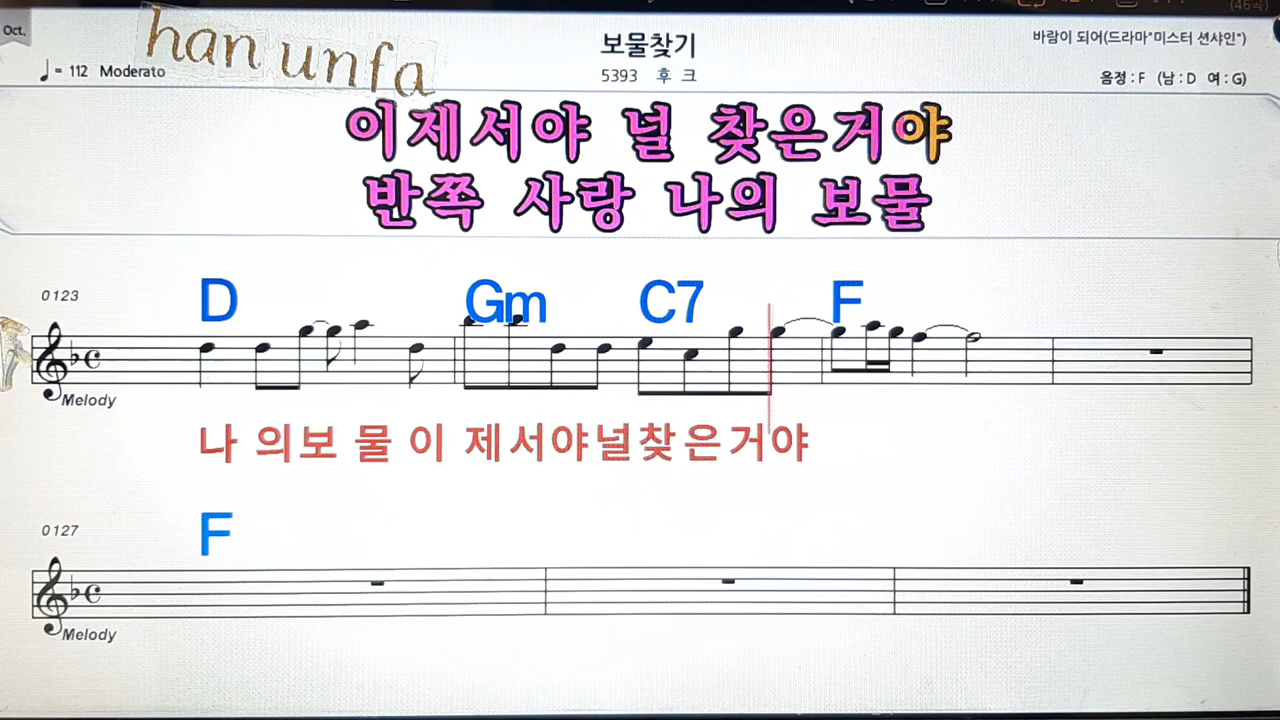 Oct.
han unfa
보물찾기
바람이 되어(드라마"미스터 션샤인")
♩= 112 Moderato
5393 후 크
음정 : F (남 : D 여 : G)
이제서야 널 찾은거야
반쪽 사랑 나의 보물
0123
D Gm C7 F
Melody
나 의보 물 이 제서야널찾 은거야
0127
F
Melody